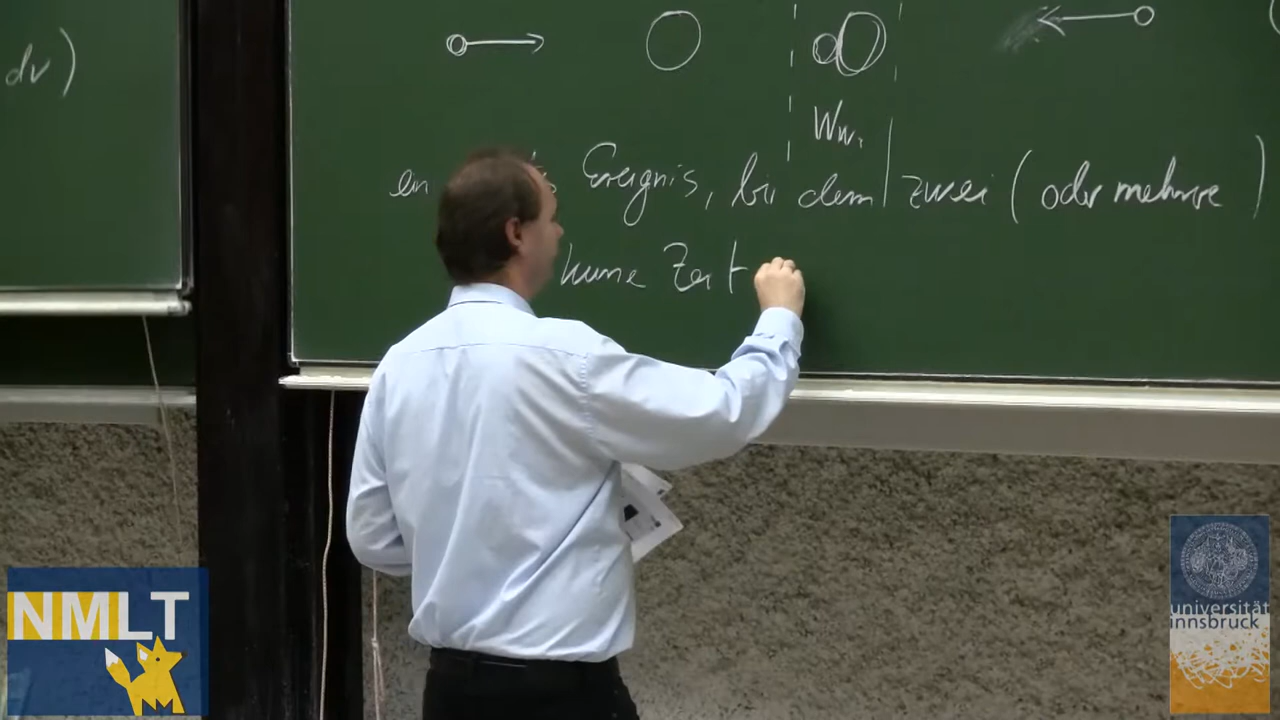 dv)
Ww.
ein Ereignis, bei dem zwei (oder mehrere)
kurze Zeit
NMLT
universität
innsbruck